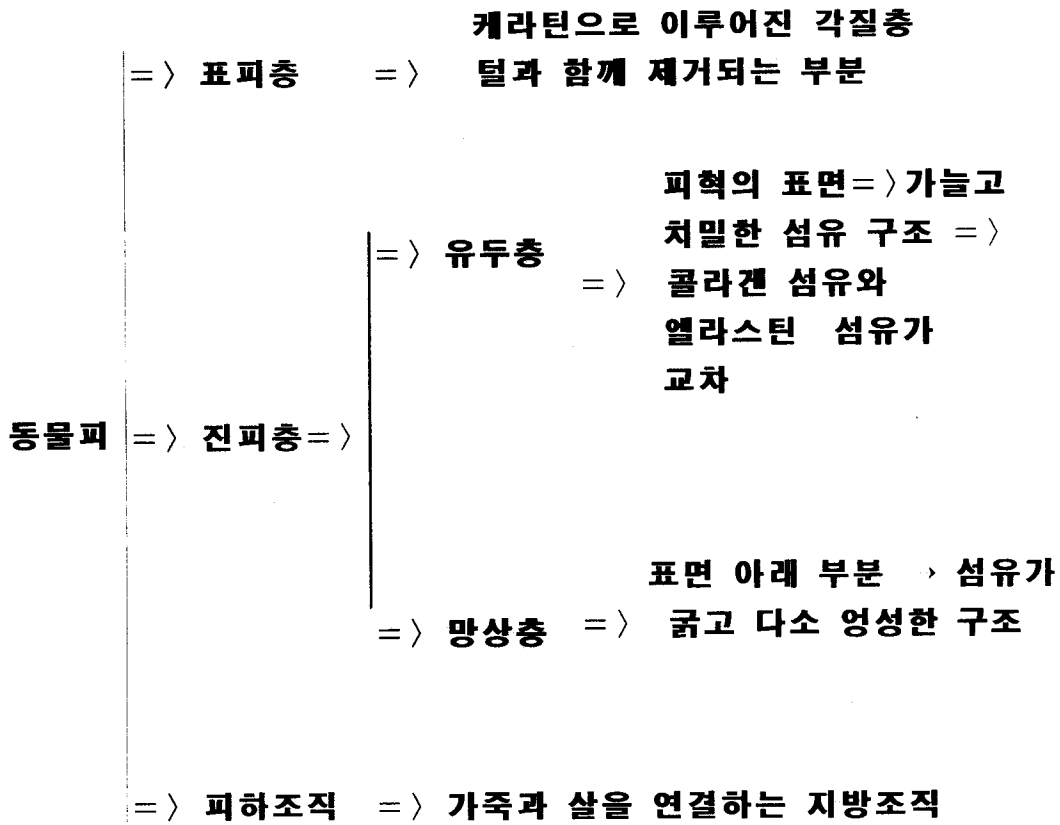 케라틴으로 이루어진 각질층
=> 표피층 => 털과 함께 제거되는 부분
피혁의 표면=>가늘고
치밀한 섬유 구조 =>
=> 유두층 => 콜라겐 섬유와
엘라스틴 섬유가
교차
동물피 => 진피층=>
표면 아래 부분 → 섬유가
=> 망상층 => 굵고 다소 엉성한 구조
=> 피하조직 => 가죽과 살을 연결하는 지방조직